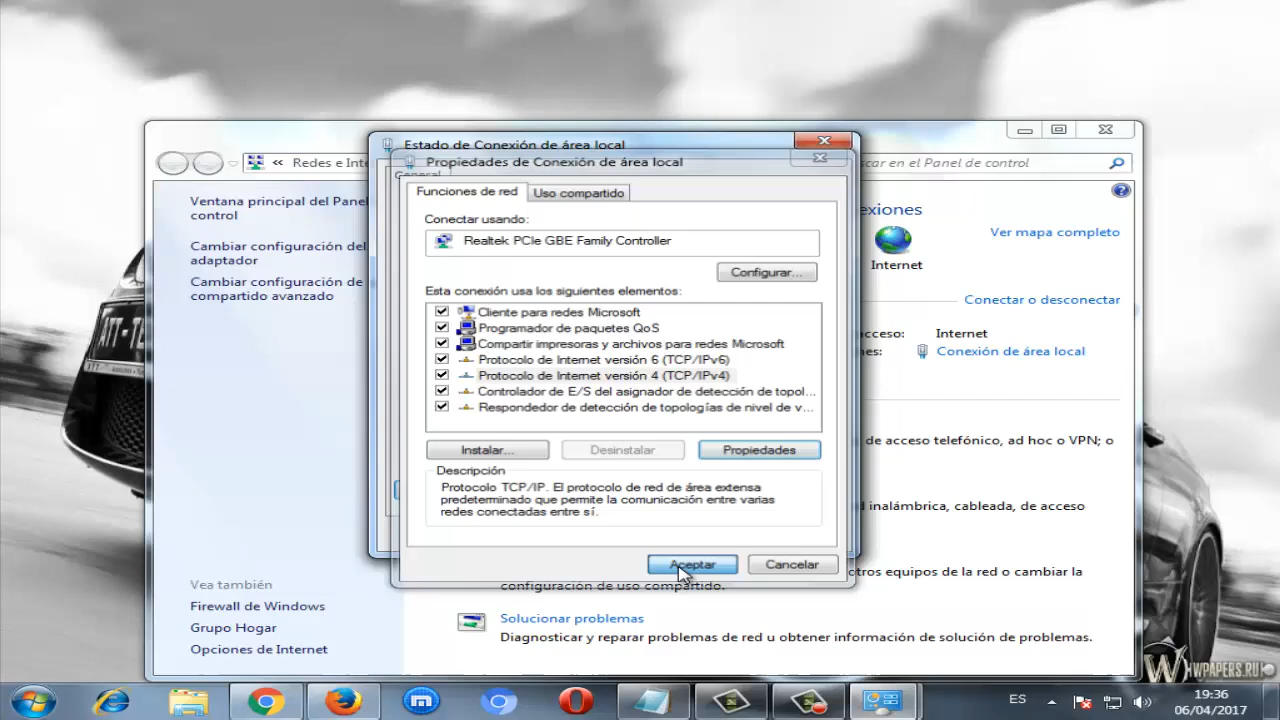 Estado de Conexión de área local
Propiedades de Conexión de área local
General
« Redes e Inte
car en el Panel de control
Funciones de red
Uso compartido
Conectar usando:
Realtek PCIe GBE Family Controller
Configurar...
Esta conexión usa los siguientes elementos:
Cliente para redes Microsoft
Programador de paquetes QoS
Compartir impresoras y archivos para redes Microsoft
Protocolo de Internet versión 6 (TCP/IPv6)
Protocolo de Internet versión 4 (TCP/IPv4)
Controlador de E/S del asignador de detección de topol...
Respondedor de detección de topologías de nivel de v...
Instalar...
Desinstalar
Propiedades
Descripción
Protocolo TCP/IP. El protocolo de red de área extensa
predeterminado que permite la comunicación entre varias
redes conectadas entre sí.
Aceptar
Cancelar
Ventana principal del Panel
control
Cambiar configuración del
adaptador
Cambiar configuración de
compartido avanzado
Vea también
Firewall de Windows
Grupo Hogar
Opciones de Internet
exiones
Ver mapa completo
Internet
Conectar o desconectar
cceso:
Internet
nes:
Conexión de área local
de acceso telefónico, ad hoc o VPN; o
l inalámbrica, cableada, de acceso
otros equipos de la red o cambiar la
configuración de uso compartido.
Solucionar problemas
Diagnosticar y reparar problemas de red u obtener información de solución de problemas.
WWPAPERS.RU
ES
19:36
06/04/2017